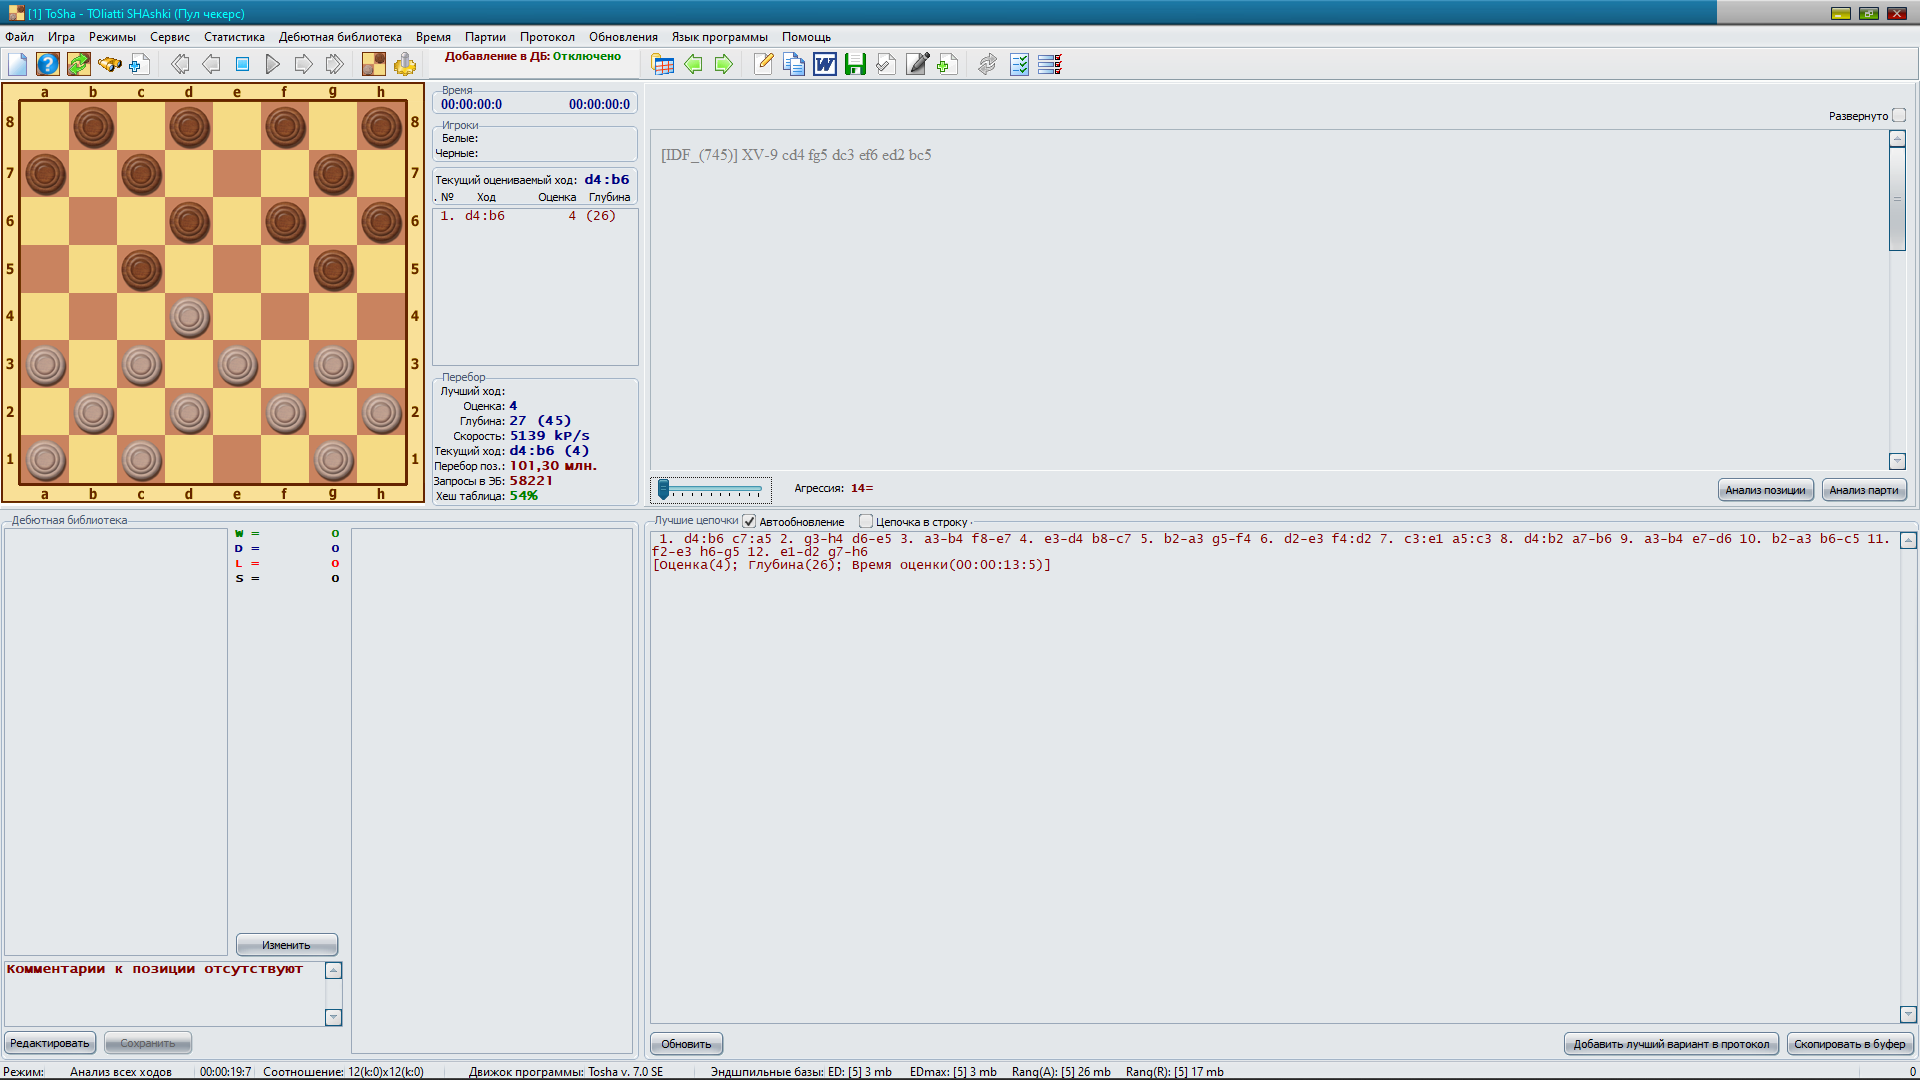 [1] ToSha - TOliatti SHAshki (Пул чекерс)
Файл Игра Режимы Сервис Статистика Дебютная библиотека Время Партии Протокол Обновления Язык программы Помощь
Добавление в ДБ: Отключено
a b c d e f g h
8 8
7 7
6 6
5 5
4 4
3 3
2 2
1 1
a b c d e f g h
Время
00:00:00:0 00:00:00:0
Игроки
Белые:
Черные:
Текущий оцениваемый ход: d4:b6
. № Ход Оценка Глубина
1. d4:b6 4 (26)
Перебор
Лучший ход:
Оценка: 4
Глубина: 27 (45)
Скорость: 5139 kP/s
Текущий ход: d4:b6 (4)
Перебор поз.: 101,30 млн.
Запросы в ЭБ: 58221
Хеш таблица: 54%
Развернуто
[IDF_(745)] XV-9 cd4 fg5 dc3 ef6 ed2 bc5
Агрессия: 14=
Анализ позиции Анализ парти
Дебютная библиотека
W = 0
D = 0
L = 0
S = 0
Изменить
Комментарии к позиции отсутствуют
Редактировать Сохранить
Лучшие цепочки Автообновление Цепочка в строку
1. d4:b6 c7:a5 2. g3-h4 d6-e5 3. a3-b4 f8-e7 4. e3-d4 b8-c7 5. b2-a3 g5-f4 6. d2-e3 f4:d2 7. c3:e1 a5:c3 8. d4:b2 a7-b6 9. a3-b4 e7-d6 10. b2-a3 b6-c5 11.
f2-e3 h6-g5 12. e1-d2 g7-h6
[Оценка(4); Глубина(26); Время оценки(00:00:13:5)]
Обновить Добавить лучший вариант в протокол Скопировать в буфер
Режим: Анализ всех ходов 00:00:19:7 Соотношение: 12(k:0)x12(k:0) Движок программы: Tosha v. 7.0 SE Эндшпильные базы: ED: [5] 3 mb EDmax: [5] 3 mb Rang(A): [5] 26 mb Rang(R): [5] 17 mb 0